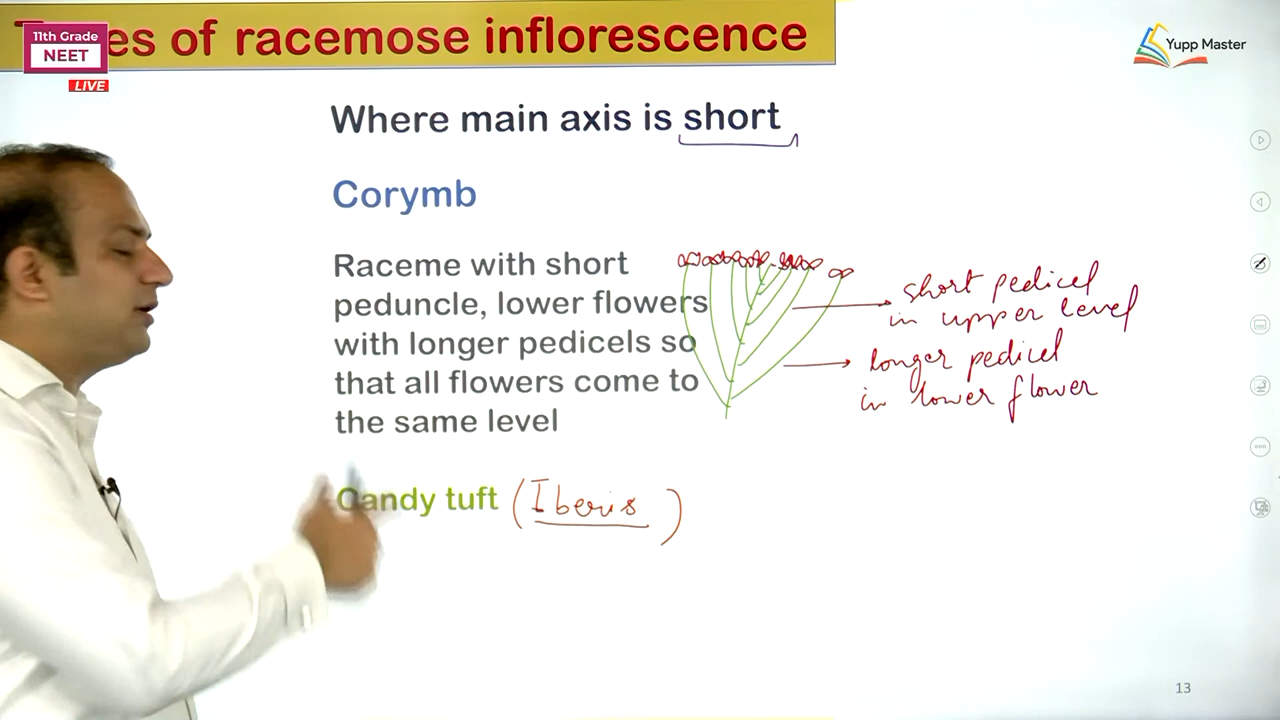 es of racemose inflorescence
11th Grade
NEET
LIVE
Yupp Master
Where main axis is short
Corymb
Raceme with short
peduncle, lower flowers
with longer pedicels so
that all flowers come to
the same level
short pedicel
in upper level
longer pedicel
in lower flower
Candy tuft (Iberis)
13